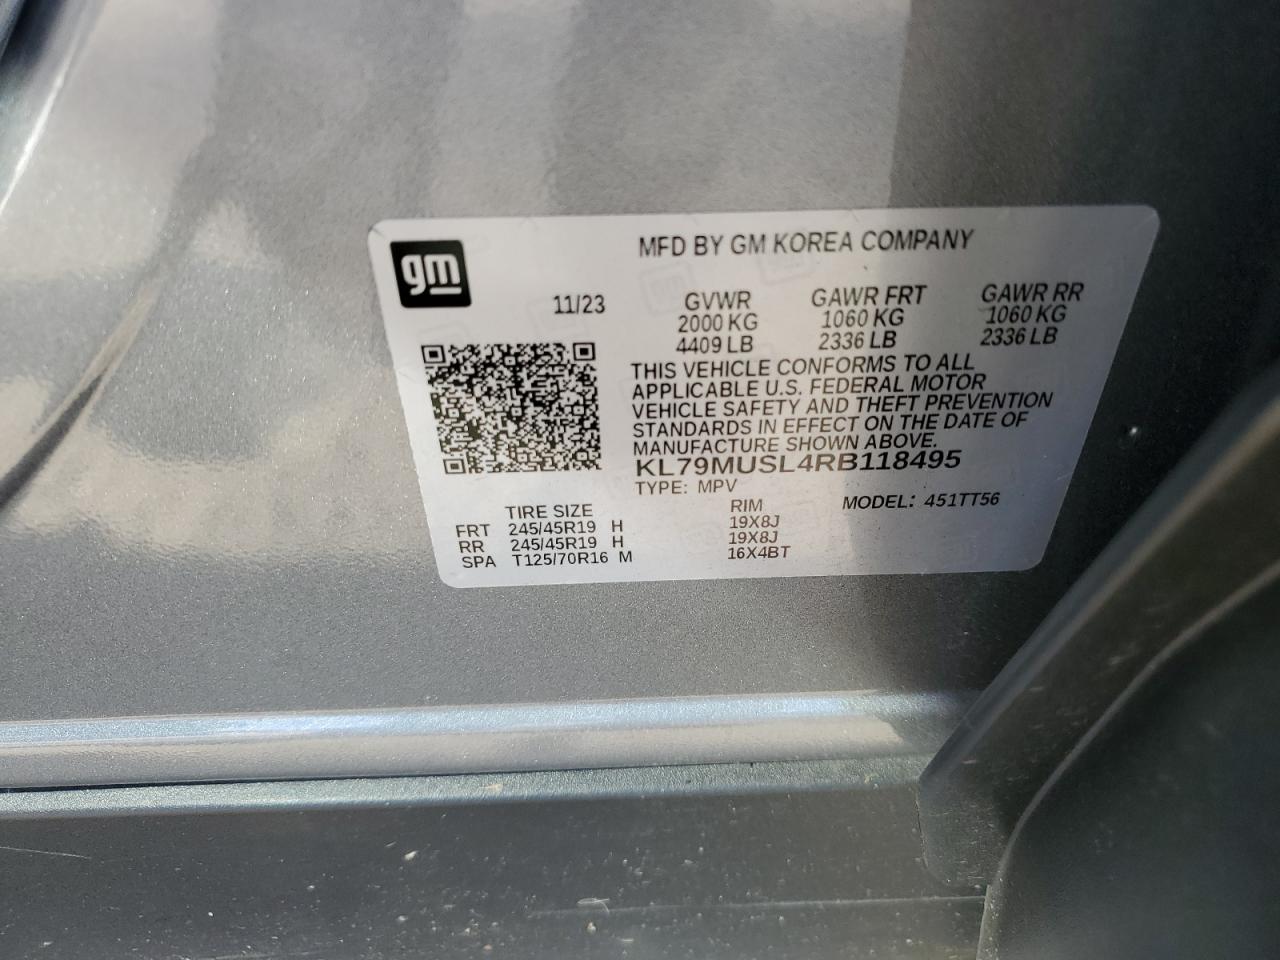 gm
MFD BY GM KOREA COMPANY
11/23 GVWR GAWR FRT GAWR RR
2000 KG 1060 KG 1060 KG
4409 LB 2336 LB 2336 LB
THIS VEHICLE CONFORMS TO ALL
APPLICABLE U.S. FEDERAL MOTOR
VEHICLE SAFETY AND THEFT PREVENTION
STANDARDS IN EFFECT ON THE DATE OF
MANUFACTURE SHOWN ABOVE.
KL79MUSL4RB118495
TYPE: MPV MODEL: 451TT56
TIRE SIZE RIM
FRT 245/45R19 H 19X8J
RR 245/45R19 H 19X8J
SPA T125/70R16 M 16X4BT